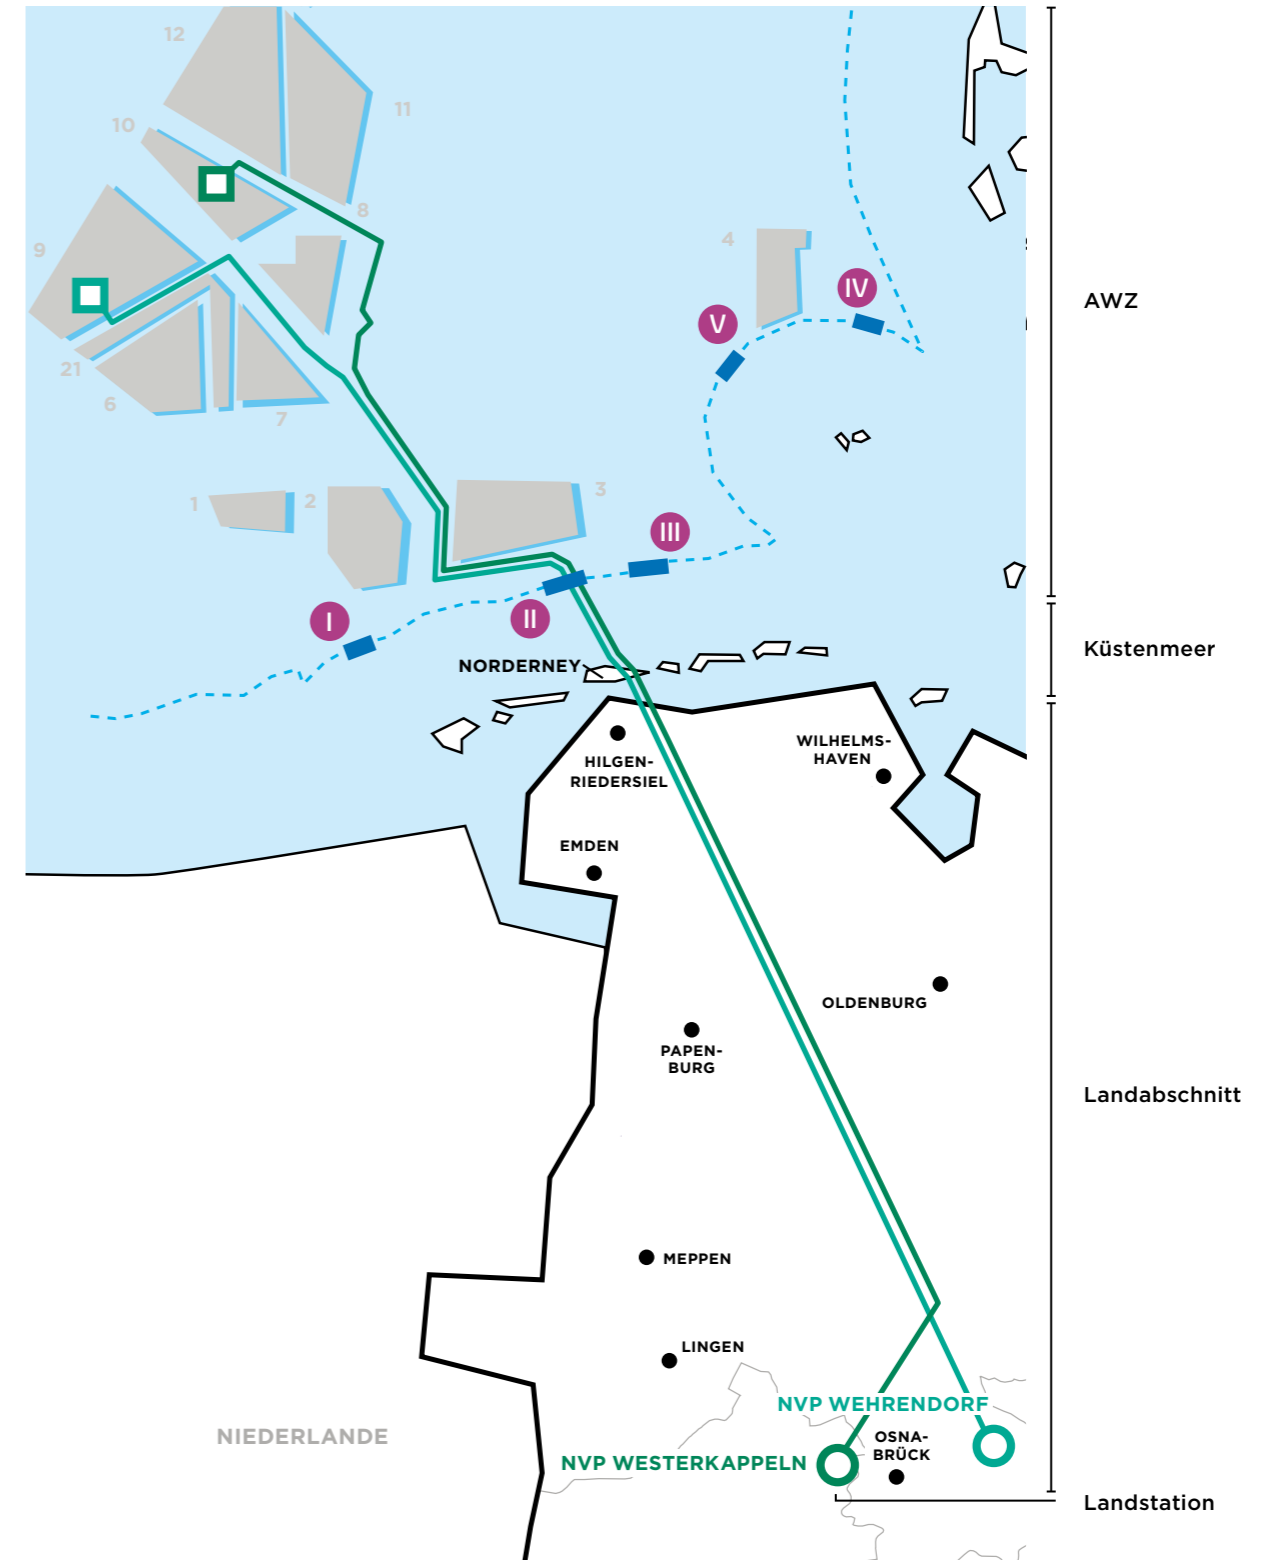 12
11
10
8
9
4
IV
V
AWZ
21
6
7
1
2
3
III
I
II
NORDERNEY
Küstenmeer
HILGEN-
RIEDERSIEL
WILHELMS-
HAVEN
EMDEN
OLDENBURG
PAPEN-
BURG
Landabschnitt
MEPPEN
LINGEN
NVP WEHRENDORF
NIEDERLANDE
OSNA-
BRÜCK
NVP WESTERKAPPELN
Landstation